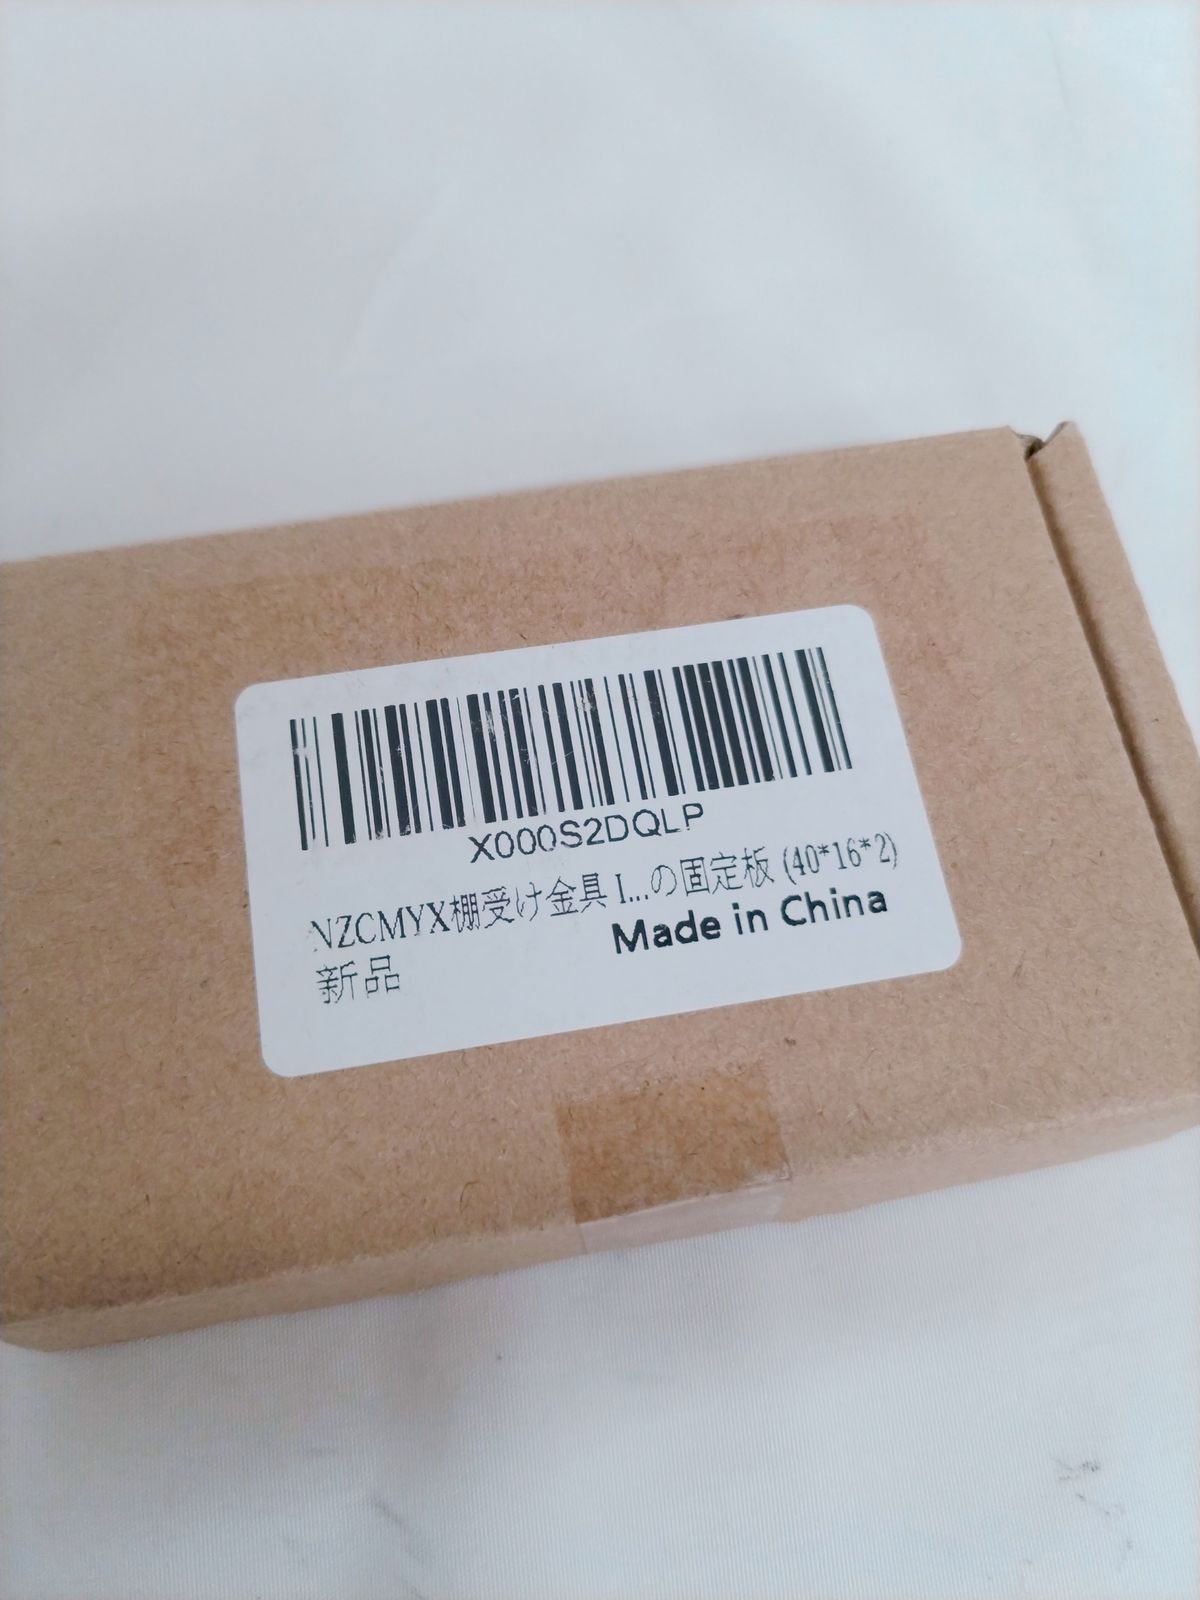 X000S2DQLP
NZCMYX棚受け金具 I...の固定板 (40*16*2)
Made in China
新品